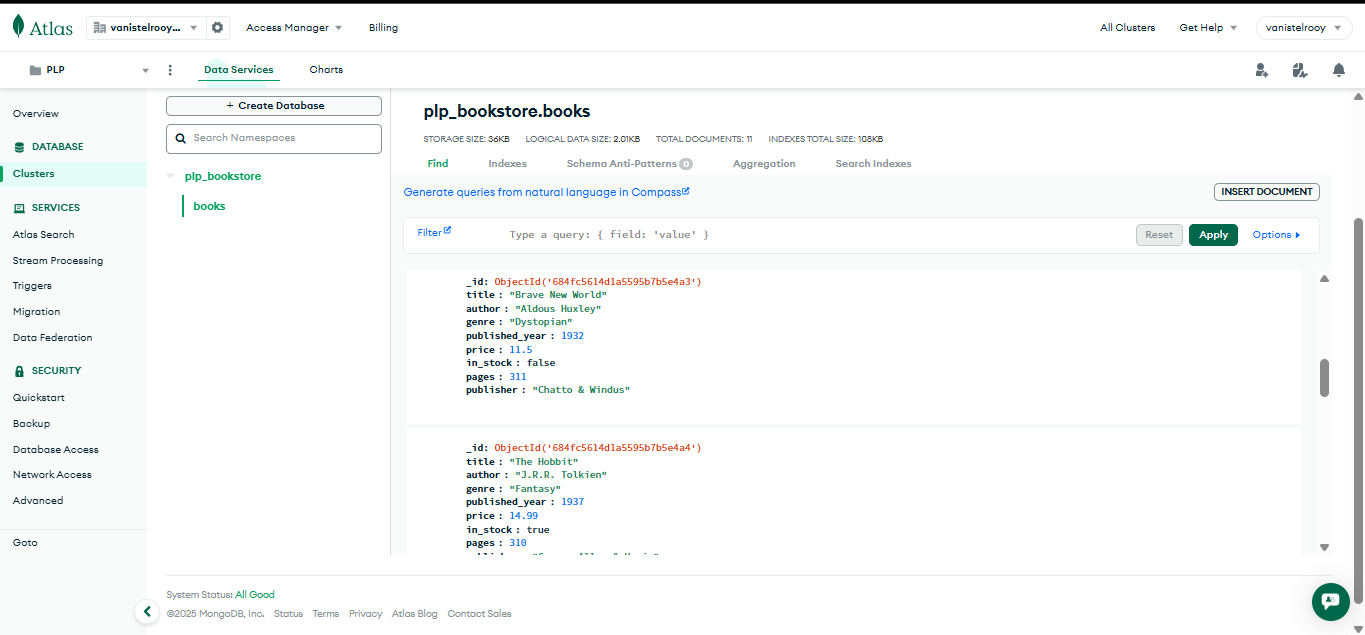 Atlas
vanistelrooy...
Access Manager
Billing
All Clusters
Get Help
vanistelrooy
PLP
Data Services
Charts
Overview
DATABASE
Clusters
SERVICES
Atlas Search
Stream Processing
Triggers
Migration
Data Federation
SECURITY
Quickstart
Backup
Database Access
Network Access
Advanced
Goto
+ Create Database
Search Namespaces
plp_bookstore
books
plp_bookstore.books
STORAGE SIZE: 36KB LOGICAL DATA SIZE: 2.01KB TOTAL DOCUMENTS: 11 INDEXES TOTAL SIZE: 108KB
Find Indexes Schema Anti-Patterns 0 Aggregation Search Indexes
Generate queries from natural language in Compass
INSERT DOCUMENT
Filter
Type a query: { field: 'value' }
Reset
Apply
Options
_id: ObjectId('684fc5614d1a5595b7b5e4a3')
title : "Brave New World"
author : "Aldous Huxley"
genre : "Dystopian"
published_year : 1932
price : 11.5
in_stock : false
pages : 311
publisher : "Chatto & Windus"
_id: ObjectId('684fc5614d1a5595b7b5e4a4')
title : "The Hobbit"
author : "J.R.R. Tolkien"
genre : "Fantasy"
published_year : 1937
price : 14.99
in_stock : true
pages : 310
System Status: All Good
©2025 MongoDB, Inc. Status Terms Privacy Atlas Blog Contact Sales